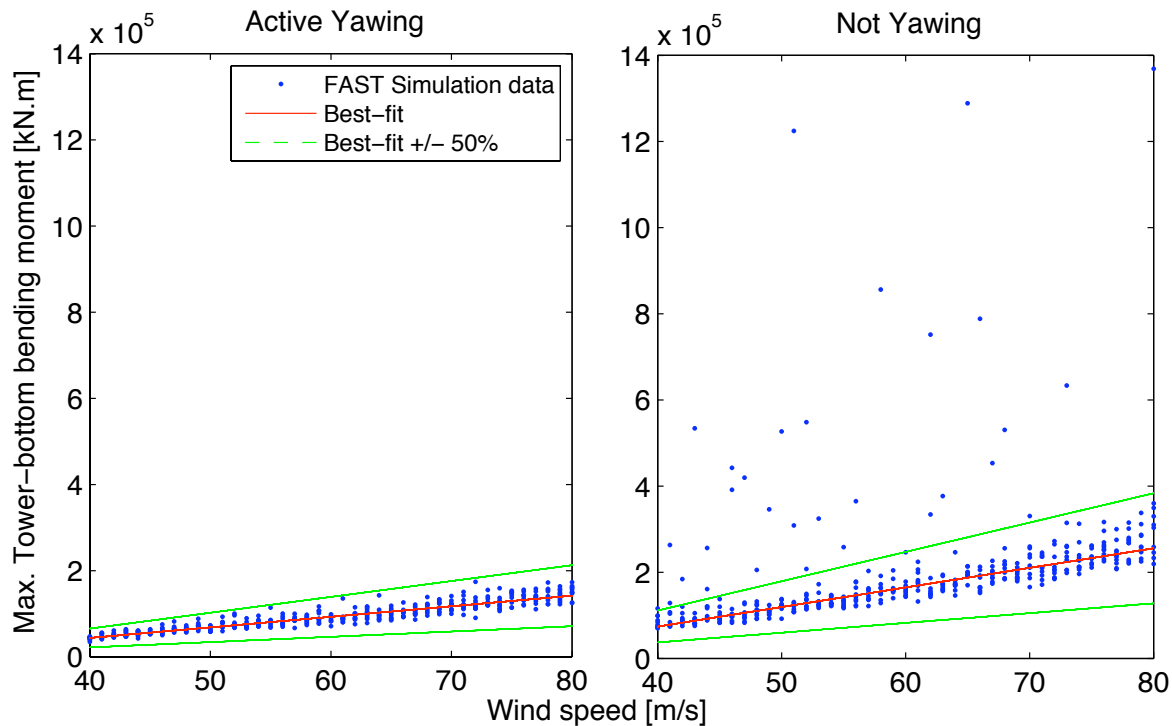 Active Yawing
Not Yawing
x 10^5
x 10^5
14
12
10
8
6
4
2
0
14
12
10
8
6
4
2
0
FAST Simulation data
Best−fit
Best−fit +/− 50%
Max. Tower−bottom bending moment [kN.m]
40 50 60 70 80
40 50 60 70 80
Wind speed [m/s]